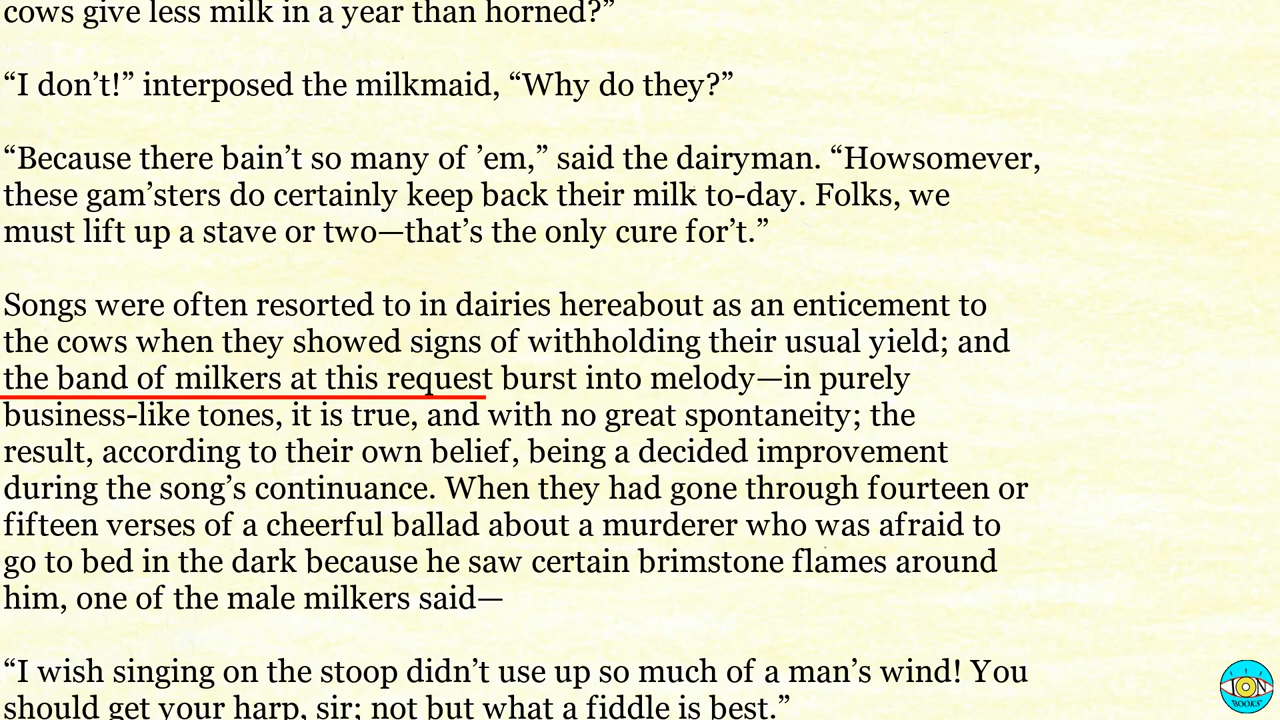 cows give less milk in a year than horned?”
“I don’t!” interposed the milkmaid, “Why do they?”
“Because there bain’t so many of ’em,” said the dairyman. “Howsomever,
these gam’sters do certainly keep back their milk to-day. Folks, we
must lift up a stave or two—that’s the only cure for’t.”
Songs were often resorted to in dairies hereabout as an enticement to
the cows when they showed signs of withholding their usual yield; and
the band of milkers at this request burst into melody—in purely
business-like tones, it is true, and with no great spontaneity; the
result, according to their own belief, being a decided improvement
during the song’s continuance. When they had gone through fourteen or
fifteen verses of a cheerful ballad about a murderer who was afraid to
go to bed in the dark because he saw certain brimstone flames around
him, one of the male milkers said—
“I wish singing on the stoop didn’t use up so much of a man’s wind! You
should get your harp, sir; not but what a fiddle is best.”
ION
BOOKS